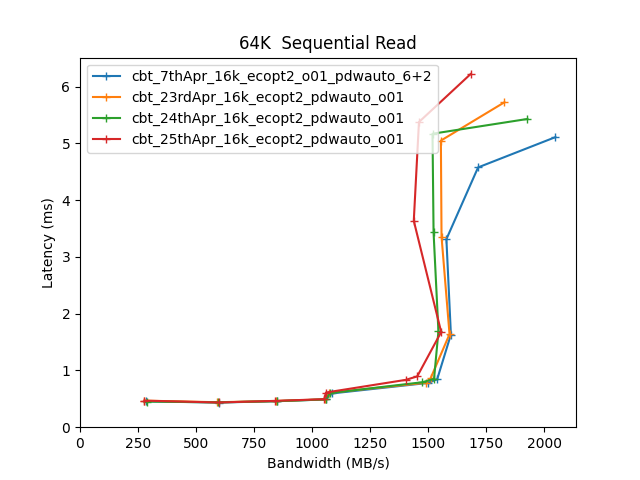 64K  Sequential Read
cbt_7thApr_16k_ecopt2_o01_pdwauto_6+2
cbt_23rdApr_16k_ecopt2_pdwauto_o01
cbt_24thApr_16k_ecopt2_pdwauto_o01
cbt_25thApr_16k_ecopt2_pdwauto_o01
6
5
4
3
2
1
0
Latency (ms)
0 250 500 750 1000 1250 1500 1750 2000
Bandwidth (MB/s)